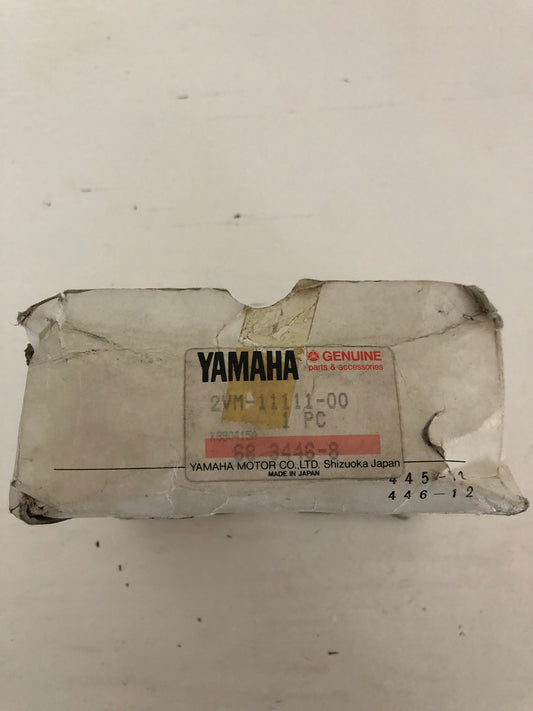 YAMAHA
GENUINE
parts & accessories
2VM-11111-00
1 PC
68 3446-8
YAMAHA MOTOR CO.,LTD. Shizuoka Japan
MADE IN JAPAN
446-12